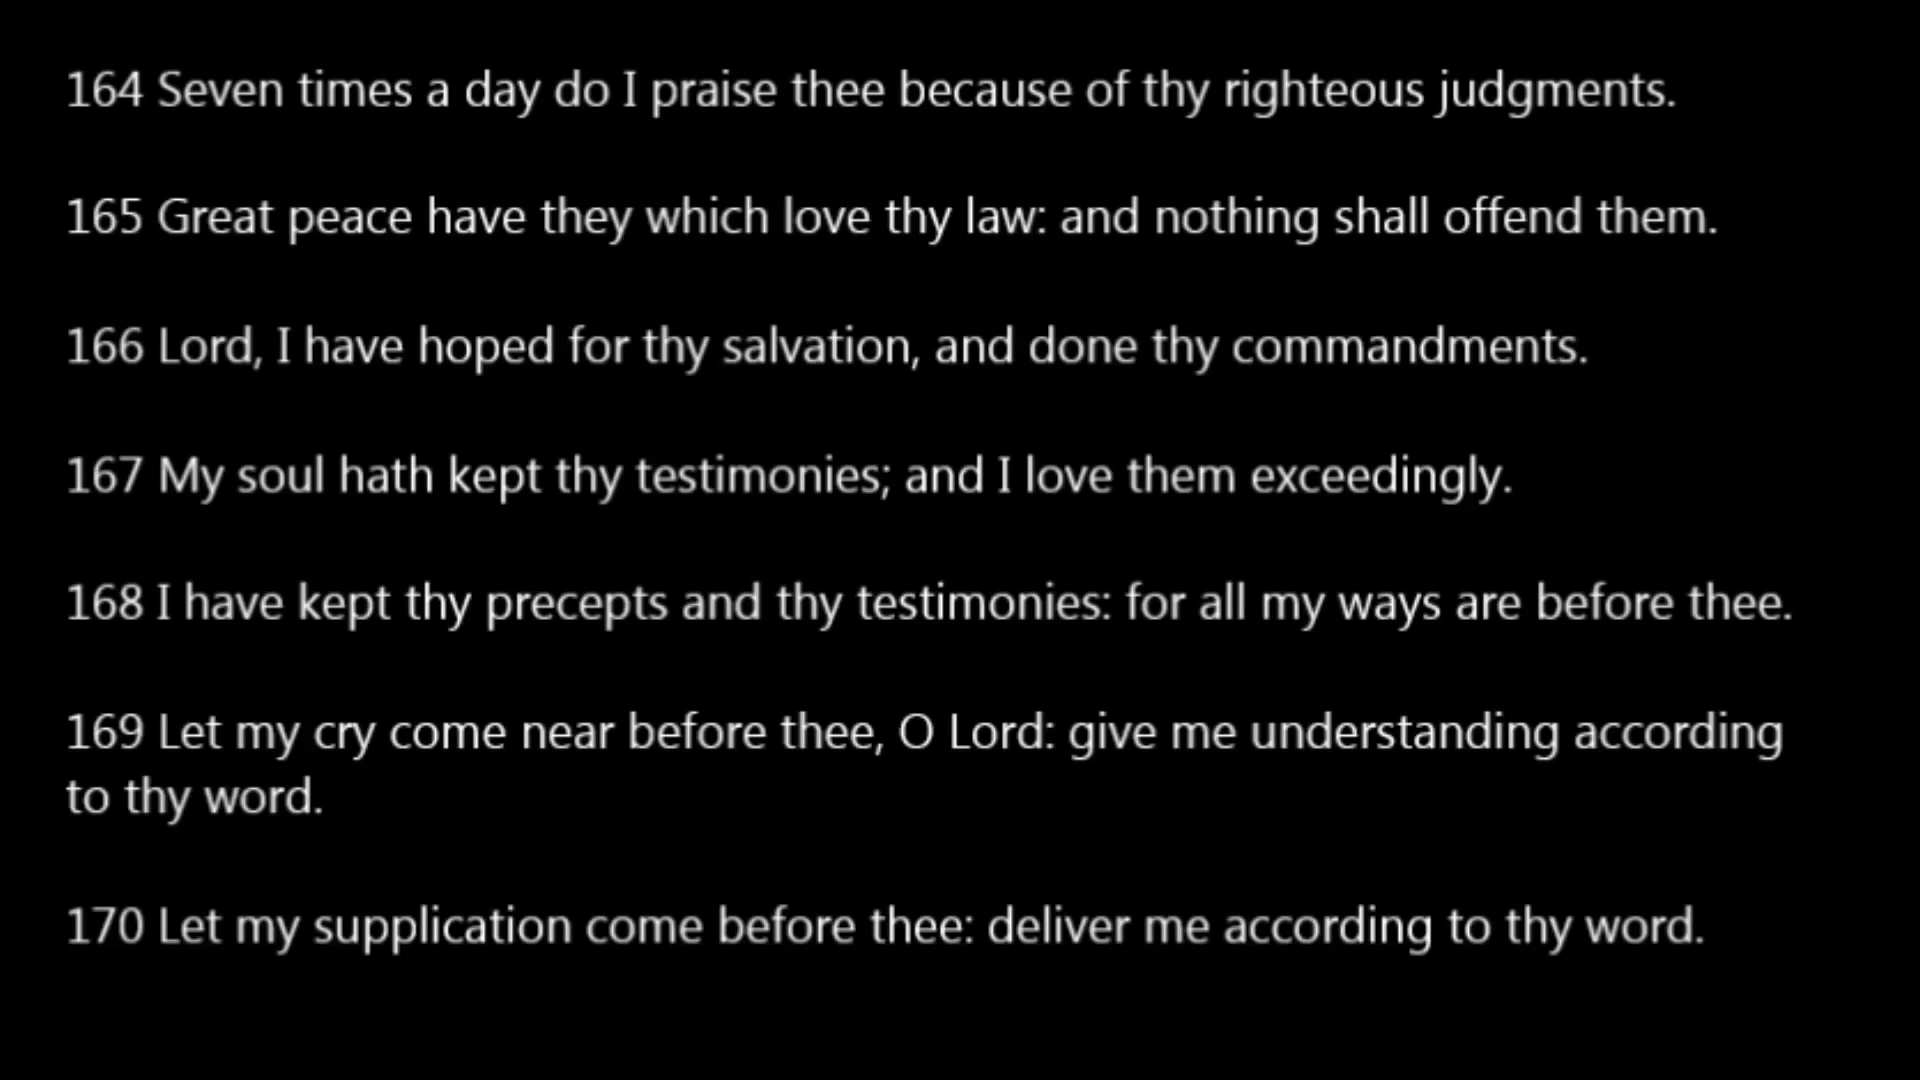 164 Seven times a day do I praise thee because of thy righteous judgments.
165 Great peace have they which love thy law: and nothing shall offend them.
166 Lord, I have hoped for thy salvation, and done thy commandments.
167 My soul hath kept thy testimonies; and I love them exceedingly.
168 I have kept thy precepts and thy testimonies: for all my ways are before thee.
169 Let my cry come near before thee, O Lord: give me understanding according
to thy word.
170 Let my supplication come before thee: deliver me according to thy word.